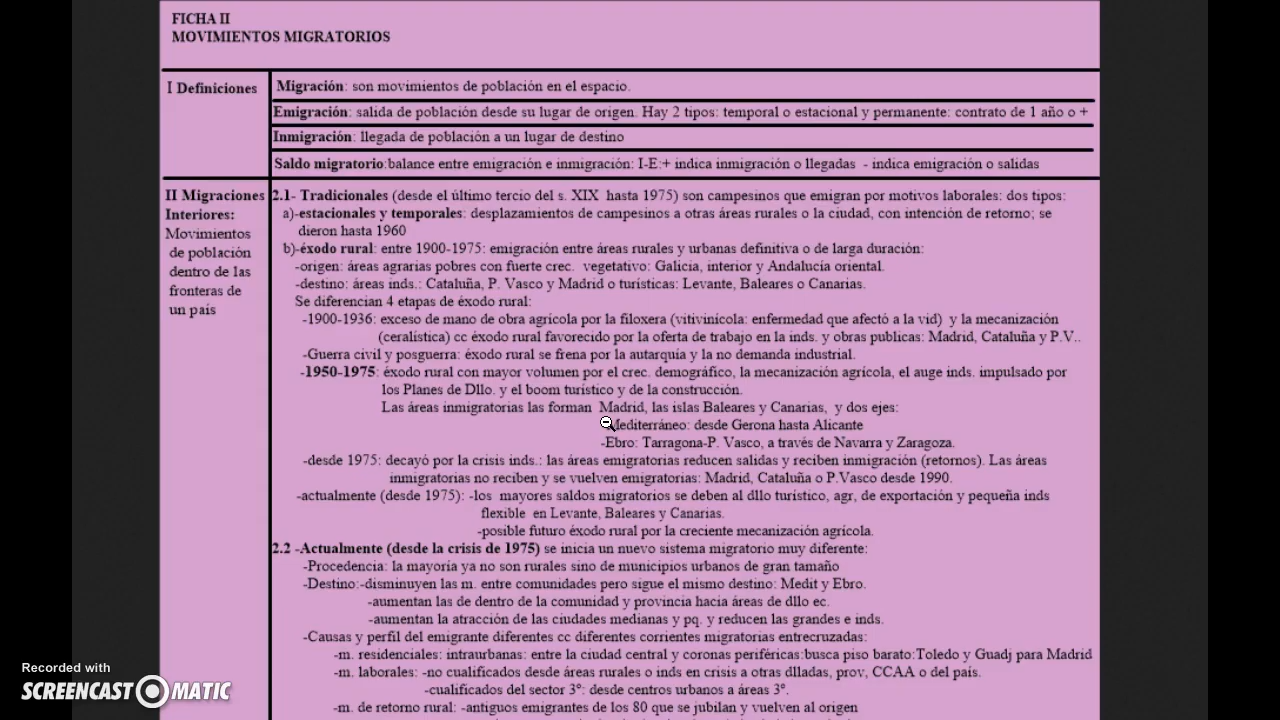 FICHA II
MOVIMIENTOS MIGRATORIOS
I Definiciones
Migración: son movimientos de población en el espacio.
Emigración: salida de población desde su lugar de origen. Hay 2 tipos: temporal o estacional y permanente: contrato de 1 año o +
Inmigración: llegada de población a un lugar de destino
Saldo migratorio:balance entre emigración e inmigración: I-E:+ indica inmigración o llegadas - indica emigración o salidas
II Migraciones
Interiores:
Movimientos
de población
dentro de las
fronteras de
un país
2.1- Tradicionales (desde el último tercio del s. XIX hasta 1975) son campesinos que emigran por motivos laborales: dos tipos:
a)-estacionales y temporales: desplazamientos de campesinos a otras áreas rurales o la ciudad, con intención de retorno; se
dieron hasta 1960
b)-éxodo rural: entre 1900-1975: emigración entre áreas rurales y urbanas definitiva o de larga duración:
-origen: áreas agrarias pobres con fuerte crec. vegetativo: Galicia, interior y Andalucía oriental.
-destino: áreas inds.: Cataluña, P. Vasco y Madrid o turísticas: Levante, Baleares o Canarias.
Se diferencian 4 etapas de éxodo rural:
-1900-1936: exceso de mano de obra agrícola por la filoxera (vitivinícola: enfermedad que afectó a la vid) y la mecanización
(cerealística) cc éxodo rural favorecido por la oferta de trabajo en la inds. y obras publicas: Madrid, Cataluña y P.V..
-Guerra civil y posguerra: éxodo rural se frena por la autarquía y la no demanda industrial.
-1950-1975: éxodo rural con mayor volumen por el crec. demográfico, la mecanización agrícola, el auge inds. impulsado por
los Planes de Dllo. y el boom turístico y de la construcción.
Las áreas inmigratorias las forman Madrid, las islas Baleares y Canarias, y dos ejes:
-Mediterráneo: desde Gerona hasta Alicante
-Ebro: Tarragona-P. Vasco, a través de Navarra y Zaragoza.
-desde 1975: decayó por la crisis inds.: las áreas emigratorias reducen salidas y reciben inmigración (retornos). Las áreas
inmigratorias no reciben y se vuelven emigratorias: Madrid, Cataluña o P.Vasco desde 1990.
-actualmente (desde 1975): -los mayores saldos migratorios se deben al dllo turístico, agr, de exportación y pequeña inds
flexible en Levante, Baleares y Canarias.
-posible futuro éxodo rural por la creciente mecanización agrícola.
2.2 -Actualmente (desde la crisis de 1975) se inicia un nuevo sistema migratorio muy diferente:
-Procedencia: la mayoría ya no son rurales sino de municipios urbanos de gran tamaño
-Destino:-disminuyen las m. entre comunidades pero sigue el mismo destino: Medit y Ebro.
-aumentan las de dentro de la comunidad y provincia hacia áreas de dllo ec.
-aumentan la atracción de las ciudades medianas y pq. y reducen las grandes e inds.
-Causas y perfil del emigrante diferentes cc diferentes corrientes migratorias entrecruzadas:
-m. residenciales: intraurbanas: entre la ciudad central y coronas periféricas:busca piso barato:Toledo y Guadj para Madrid
-m. laborales: -no cualificados desde áreas rurales o inds en crisis a otras dlladas, prov, CCAA o del país.
-cualificados del sector 3º: desde centros urbanos a áreas 3º.
-m. de retorno rural: -antiguos emigrantes de los 80 que se jubilan y vuelven al origen
Recorded with
SCREENCAST MATIC